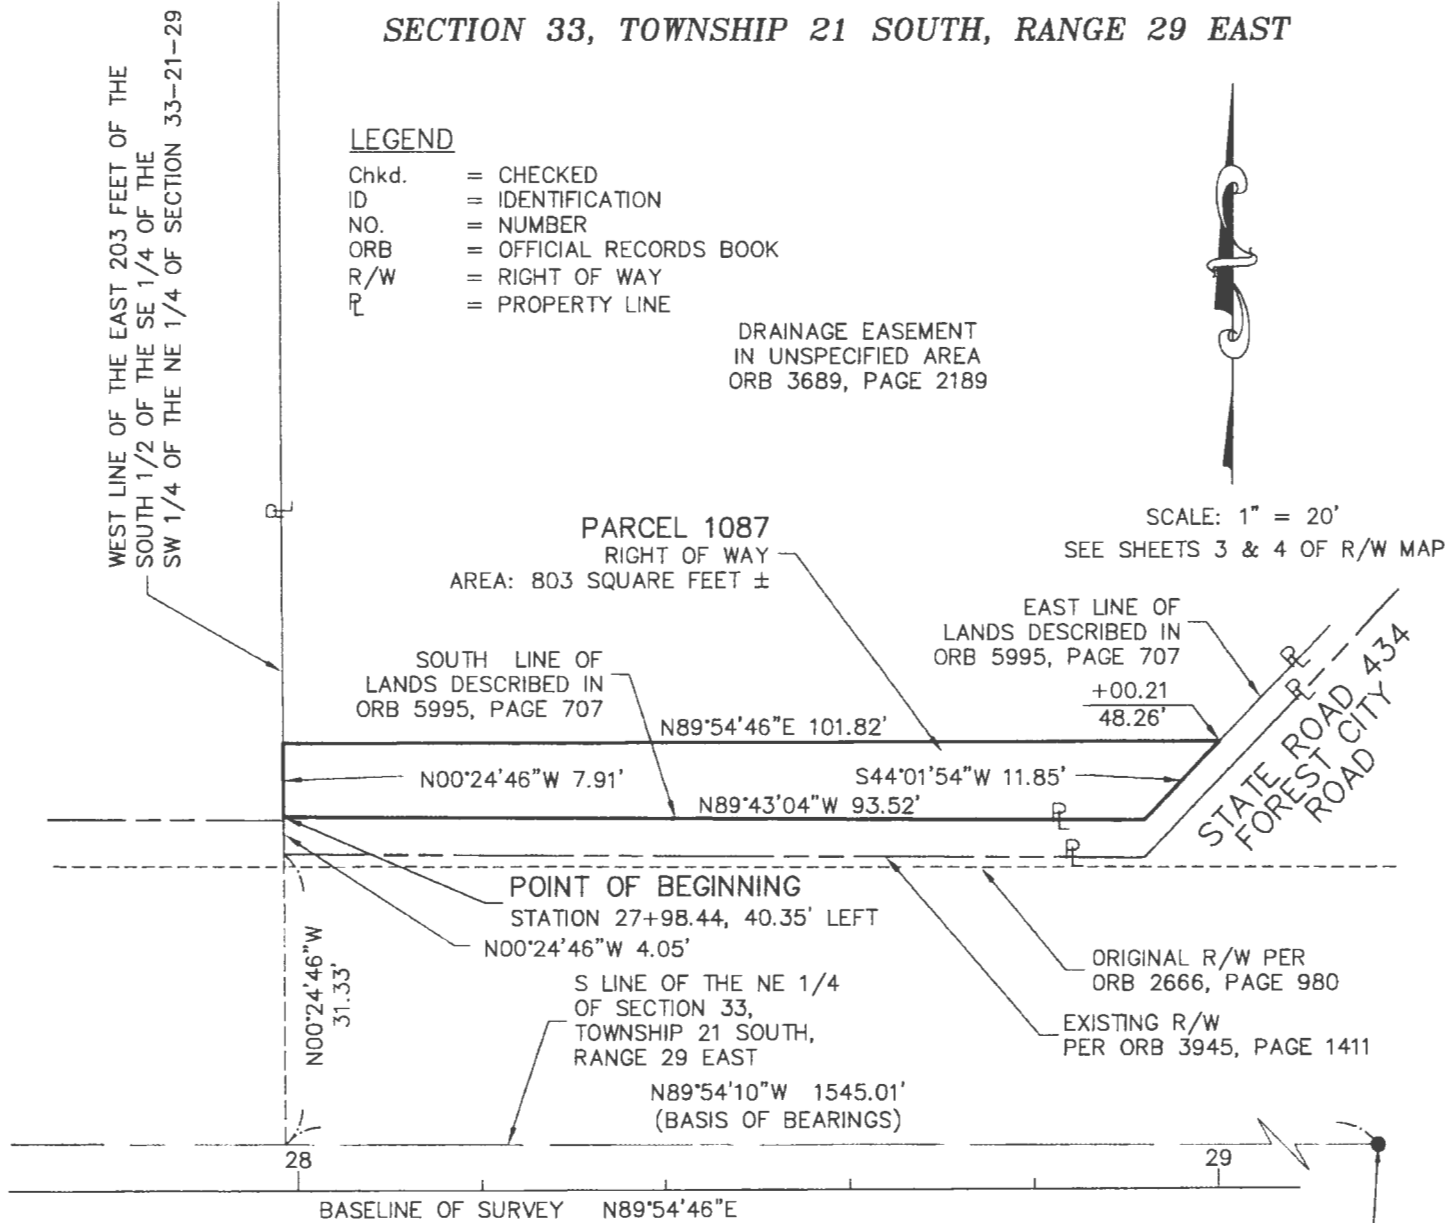 SECTION 33, TOWNSHIP 21 SOUTH, RANGE 29 EAST
WEST LINE OF THE EAST 203 FEET OF THE
SOUTH 1/2 OF THE SE 1/4 OF THE
SW 1/4 OF THE NE 1/4 OF SECTION 33-21-29
LEGEND
Chkd. = CHECKED
ID = IDENTIFICATION
NO. = NUMBER
ORB = OFFICIAL RECORDS BOOK
R/W = RIGHT OF WAY
PL = PROPERTY LINE
DRAINAGE EASEMENT
IN UNSPECIFIED AREA
ORB 3689, PAGE 2189
SCALE: 1" = 20'
SEE SHEETS 3 & 4 OF R/W MAP
PL
PARCEL 1087
RIGHT OF WAY
AREA: 803 SQUARE FEET ±
EAST LINE OF
LANDS DESCRIBED IN
ORB 5995, PAGE 707
SOUTH LINE OF
LANDS DESCRIBED IN
ORB 5995, PAGE 707
+00.21
48.26'
PL
PL
STATE ROAD 434
FOREST CITY
ROAD
N89°54'46"E 101.82'
N00°24'46"W 7.91'
S44°01'54"W 11.85'
N89°43'04"W 93.52'
PL
PL
POINT OF BEGINNING
STATION 27+98.44, 40.35' LEFT
N00°24'46"W 4.05'
N00°24'46"W
31.33'
ORIGINAL R/W PER
ORB 2666, PAGE 980
S LINE OF THE NE 1/4
OF SECTION 33,
TOWNSHIP 21 SOUTH,
RANGE 29 EAST
EXISTING R/W
PER ORB 3945, PAGE 1411
N89°54'10"W 1545.01'
(BASIS OF BEARINGS)
28
29
BASELINE OF SURVEY N89°54'46"E